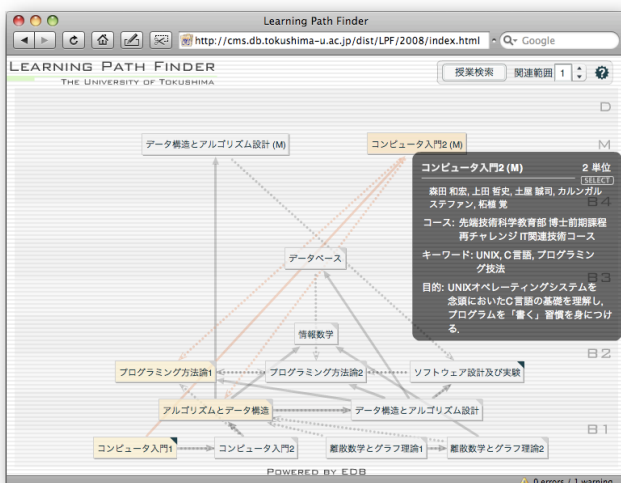 Learning Path Finder
http://cms.db.tokushima-u.ac.jp/dist/LPF/2008/index.html
Google
LEARNING PATH FINDER
THE UNIVERSITY OF TOKUSHIMA
授業検索 関連範囲 1
D
データ構造とアルゴリズム設計 (M)
コンピュータ入門2 (M)
M
コンピュータ入門2 (M) 2 単位
SELECT
森田 和宏, 上田 哲史, 土屋 誠司, カルンガル
ステファン, 柘植 覚
B4
コース: 先端技術科学教育部 博士前期課程
再チャレンジ IT関連技術コース
キーワード: UNIX, C言語, プログラミン
グ技法
データベース
B3
目的: UNIXオペレーティングシステムを
念頭においたC言語の基礎を理解し,
プログラムを「書く」習慣を身につけ
る.
情報数学
B2
プログラミング方法論1
プログラミング方法論2
ソフトウェア設計及び実験
アルゴリズムとデータ構造
データ構造とアルゴリズム設計
B1
コンピュータ入門1
コンピュータ入門2
離散数学とグラフ理論1
離散数学とグラフ理論2
POWERED BY EDB
0 errors / 1 warning